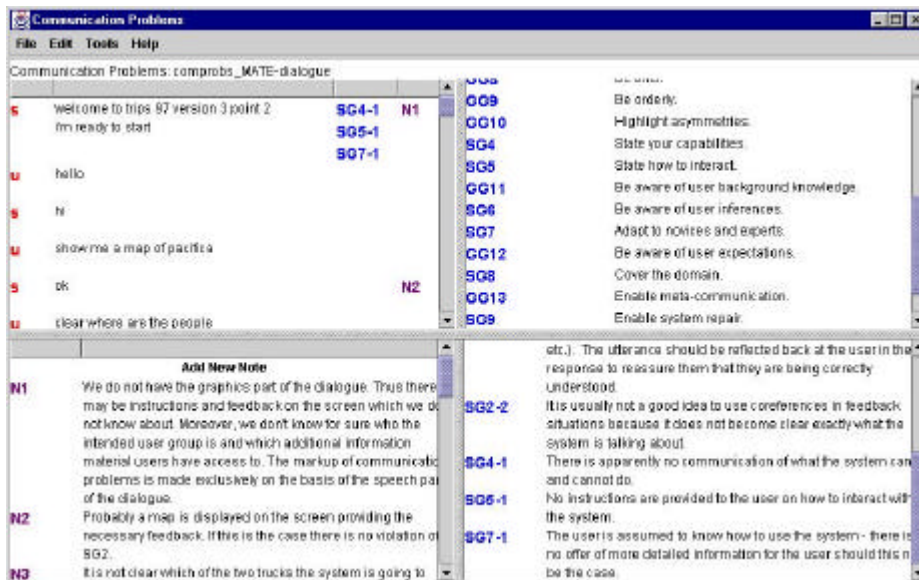 Communication Problems
File Edit Tools Help
Communication Problems: comprobs_MATE-dialogue
s welcome to trips 97 version 3 point 2 SG4-1 N1
i'm ready to start SG5-1
SG7-1
u hello
s hi
u show me a map of pacifica
s ok N2
u clear where are the people
GG9 Be orderly.
GG10 Highlight asymmetries.
SG4 State your capabilities.
SG5 State how to interact.
GG11 Be aware of user background knowledge.
SG6 Be aware of user inferences.
SG7 Adapt to novices and experts.
GG12 Be aware of user expectations.
SG8 Cover the domain.
GG13 Enable meta-communication.
SG9 Enable system repair.
Add New Note
N1 We do not have the graphics part of the dialogue. Thus there
may be instructions and feedback on the screen which we do
not know about. Moreover, we don't know for sure who the
intended user group is and which additional information
material users have access to. The markup of communicatio
problems is made exclusively on the basis of the speech par
of the dialogue.
N2 Probably a map is displayed on the screen providing the
necessary feedback. If this is the case there is no violation of
SG2.
N3 It is not clear which of the two trucks the system is going to
etc.). The utterance should be reflected back at the user in the
response to reassure them that they are being correctly
understood.
SG2-2 It is usually not a good idea to use coreferences in feedback
situations because it does not become clear exactly what the
system is talking about.
SG4-1 There is apparently no communication of what the system can
and cannot do.
SG5-1 No instructions are provided to the user on how to interact with
the system.
SG7-1 The user is assumed to know how to use the system - there is
no offer of more detailed information for the user should this n
be the case.